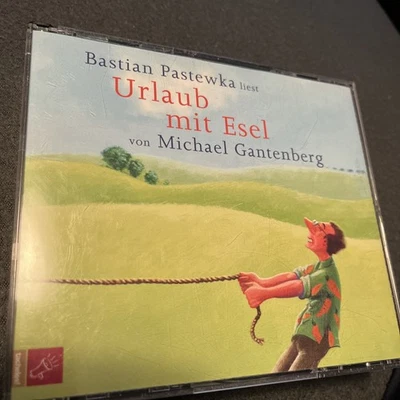 Bastian Pastewka liest
Urlaub
mit Esel
von Michael Gantenberg